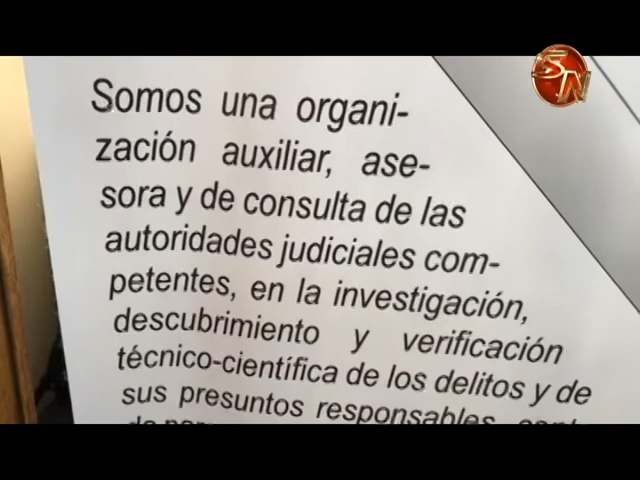 SN
Somos una organi-
zación auxiliar, ase-
sora y de consulta de las
autoridades judiciales com-
petentes, en la investigación,
descubrimiento y verificación
técnico-científica de los delitos y de
sus presuntos responsables